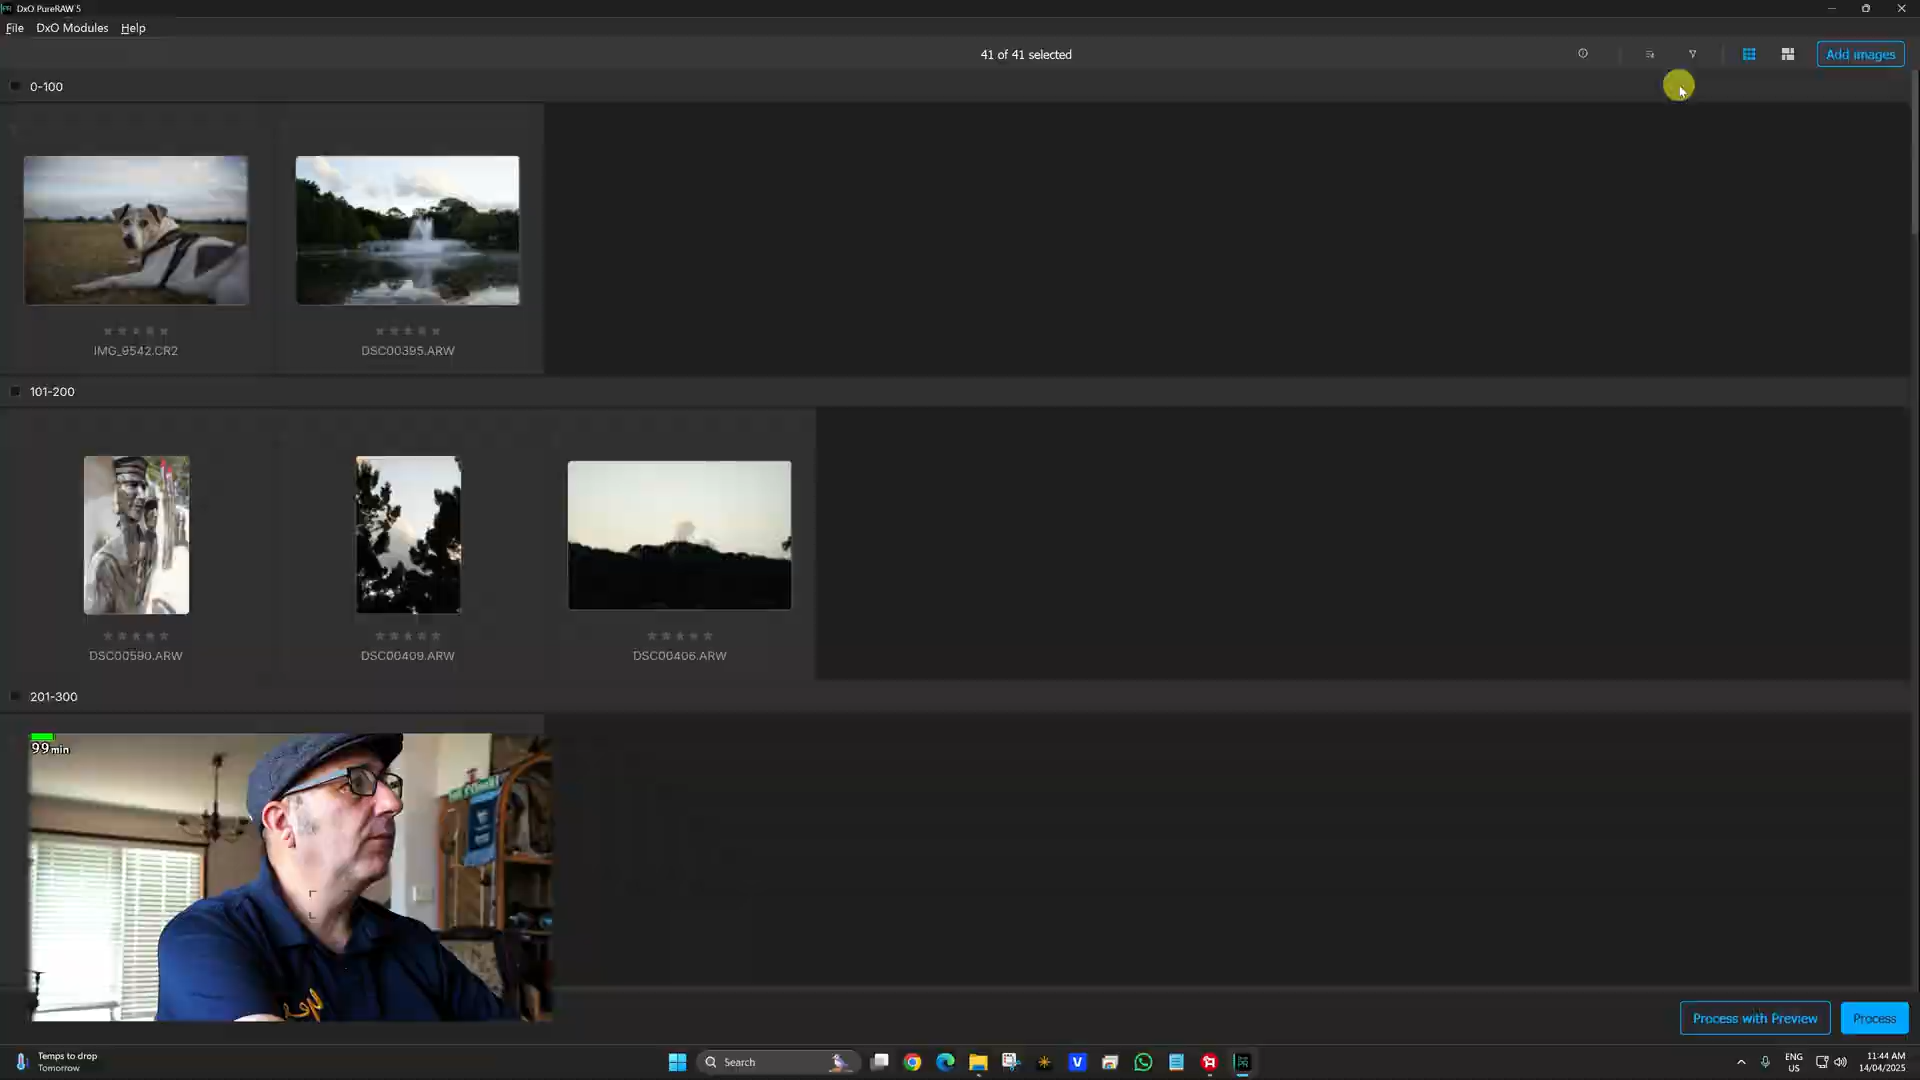 DxO PureRAW 5
File DxO Modules Help
41 of 41 selected
Add images
0-100
IMG_9542.CR2 DSC00395.ARW
101-200
DSC00590.ARW DSC00409.ARW DSC00406.ARW
201-300
99min
Process with Preview Process
Temps to drop
Tomorrow
Search
ENG
US
11:44 AM
14/04/2025